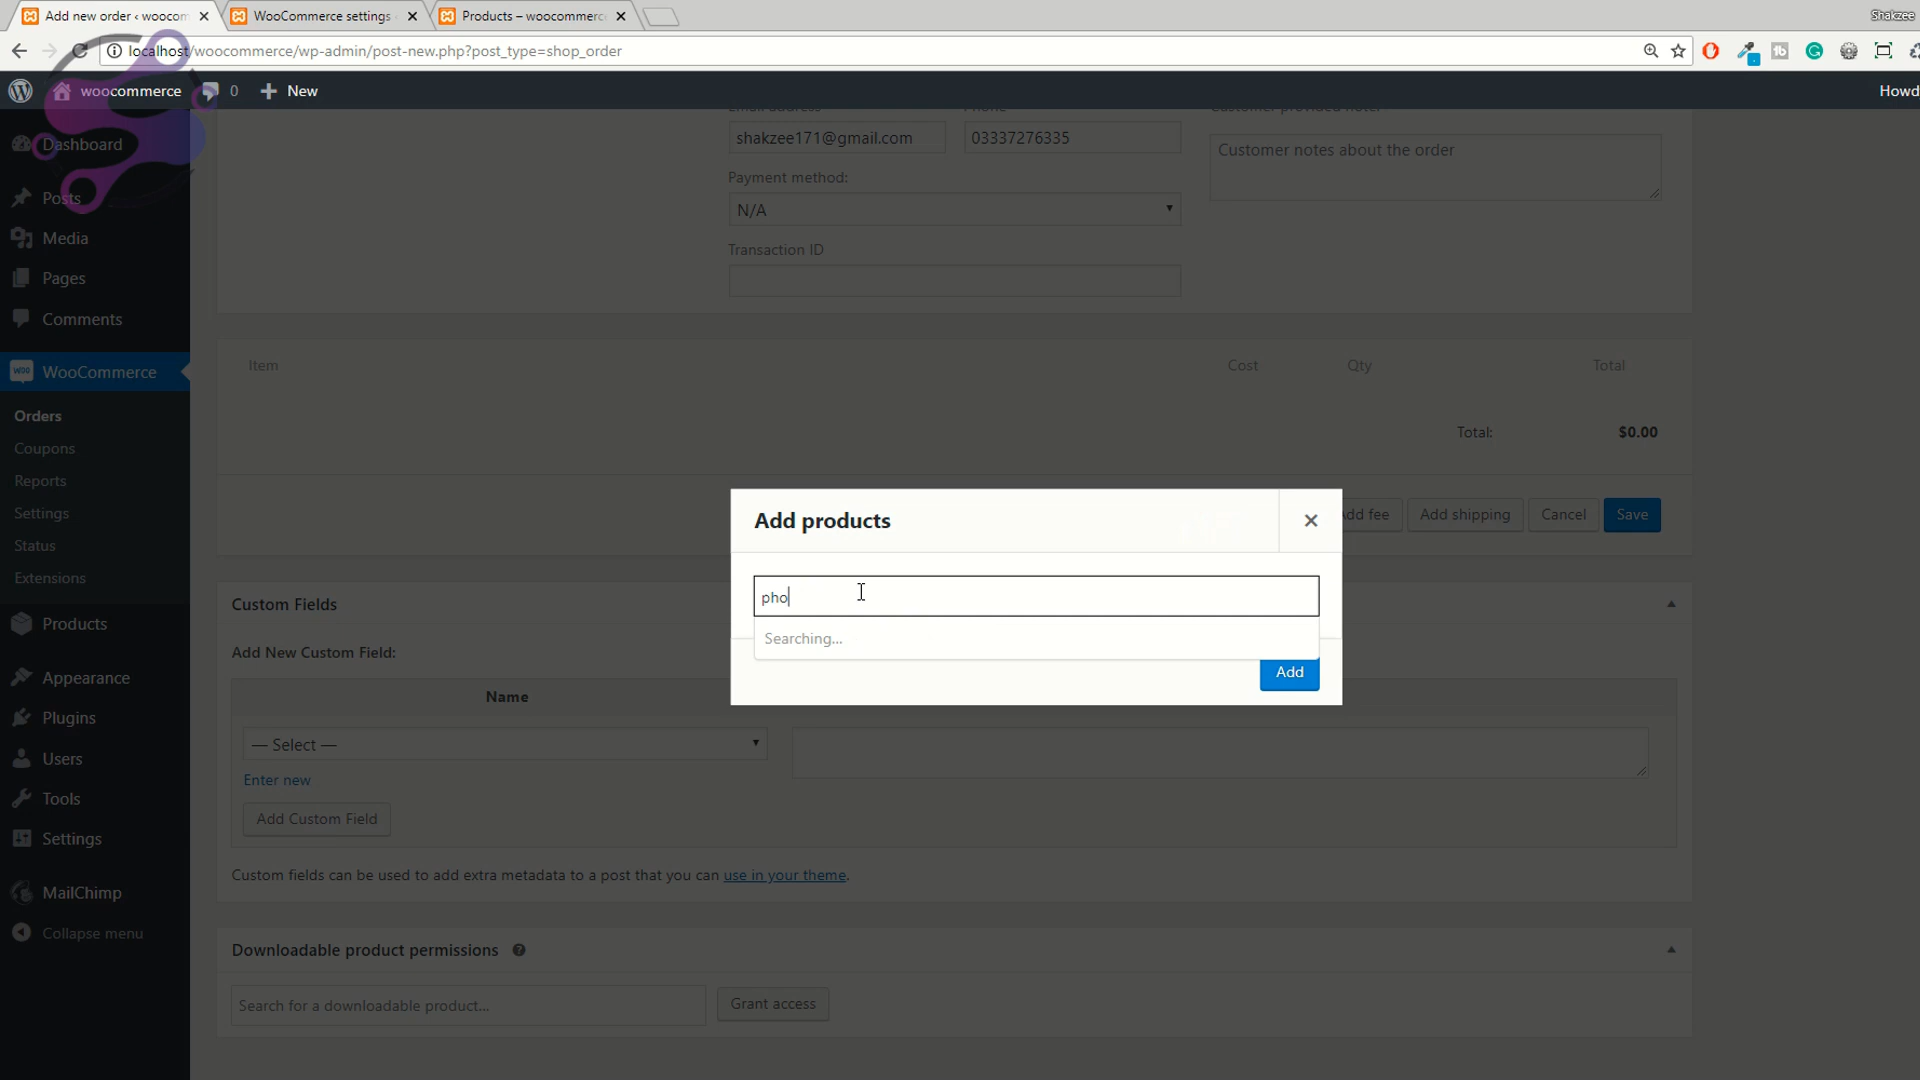 Add new order ‹ woocom
WooCommerce settings
Products – woocommerc
Shakzee
localhost/woocommerce/wp-admin/post-new.php?post_type=shop_order
woocommerce
0
New
Howd
Dashboard
Posts
Media
Pages
Comments
WooCommerce
Orders
Coupons
Reports
Settings
Status
Extensions
Products
Appearance
Plugins
Users
Tools
Settings
MailChimp
Collapse menu
shakzee171@gmail.com
03337276335
Customer notes about the order
Payment method:
N/A
Transaction ID
Item
Cost
Qty
Total
Total:
$0.00
Add fee
Add shipping
Cancel
Save
Add products
pho
Searching...
Add
Custom Fields
Add New Custom Field:
Name
— Select —
Enter new
Add Custom Field
Custom fields can be used to add extra metadata to a post that you can use in your theme.
Downloadable product permissions
Search for a downloadable product...
Grant access